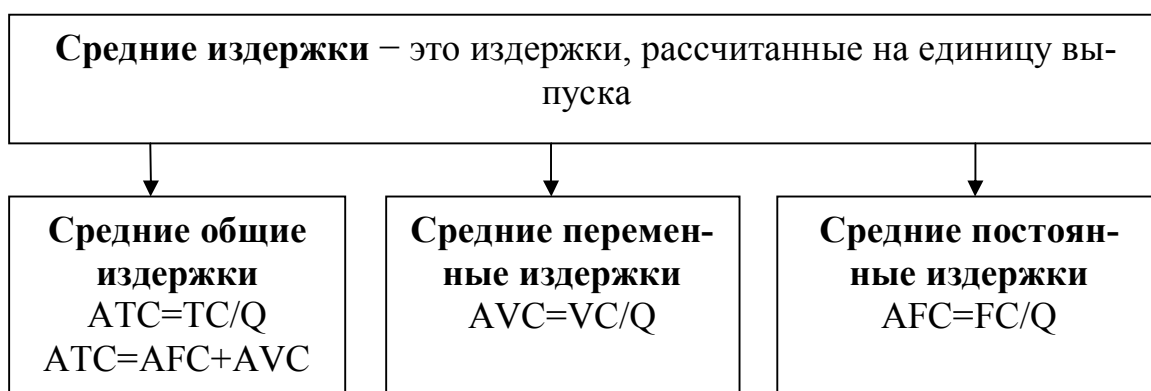 Средние издержки − это издержки, рассчитанные на единицу вы-
пуска
Средние общие
издержки
ATC=TC/Q
ATC=AFC+AVC
Средние перемен-
ные издержки
AVC=VC/Q
Средние постоян-
ные издержки
AFC=FC/Q